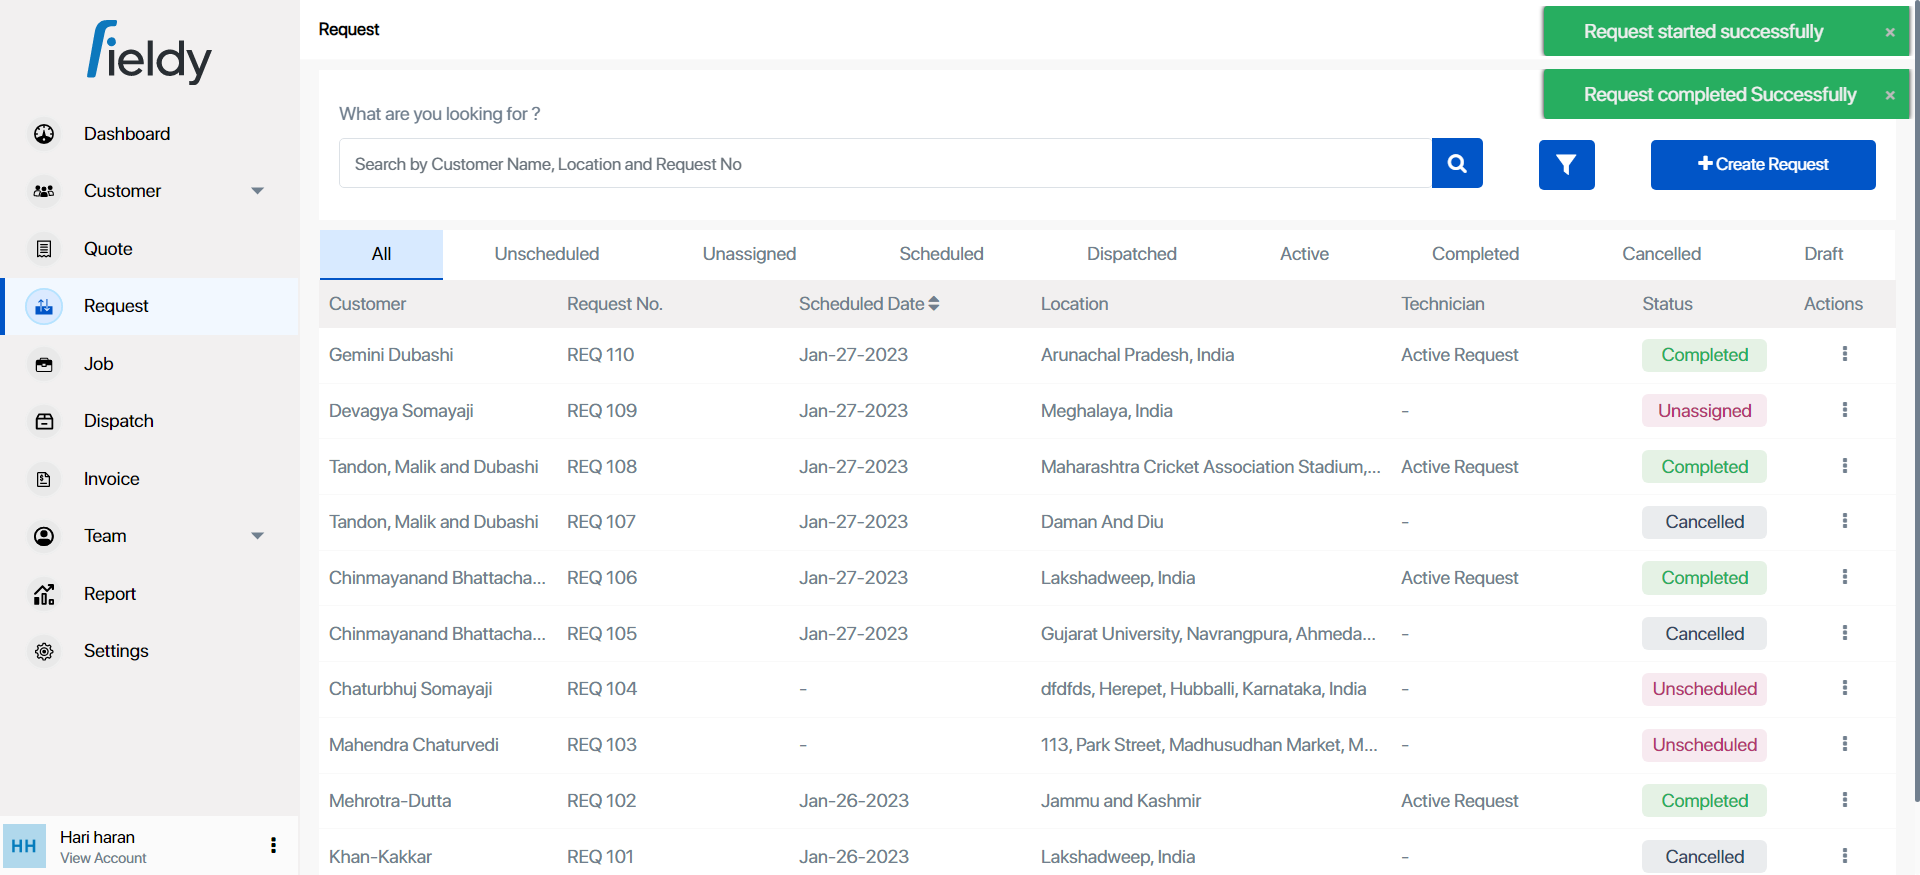 fieldy
Dashboard
Customer
Quote
Request
Job
Dispatch
Invoice
Team
Report
Settings
HH
Hari haran
View Account
Request
Request started successfully ×
Request completed Successfully ×
What are you looking for ?
Search by Customer Name, Location and Request No
Create Request
All Unscheduled Unassigned Scheduled Dispatched Active Completed Cancelled Draft
Customer Request No. Scheduled Date Location Technician Status Actions
Gemini Dubashi REQ 110 Jan-27-2023 Arunachal Pradesh, India Active Request Completed
Devagya Somayaji REQ 109 Jan-27-2023 Meghalaya, India - Unassigned
Tandon, Malik and Dubashi REQ 108 Jan-27-2023 Maharashtra Cricket Association Stadium,... Active Request Completed
Tandon, Malik and Dubashi REQ 107 Jan-27-2023 Daman And Diu - Cancelled
Chinmayanand Bhattacha... REQ 106 Jan-27-2023 Lakshadweep, India Active Request Completed
Chinmayanand Bhattacha... REQ 105 Jan-27-2023 Gujarat University, Navrangpura, Ahmeda... - Cancelled
Chaturbhuj Somayaji REQ 104 - dfdfds, Herepet, Hubballi, Karnataka, India - Unscheduled
Mahendra Chaturvedi REQ 103 - 113, Park Street, Madhusudhan Market, M... - Unscheduled
Mehrotra-Dutta REQ 102 Jan-26-2023 Jammu and Kashmir Active Request Completed
Khan-Kakkar REQ 101 Jan-26-2023 Lakshadweep, India - Cancelled